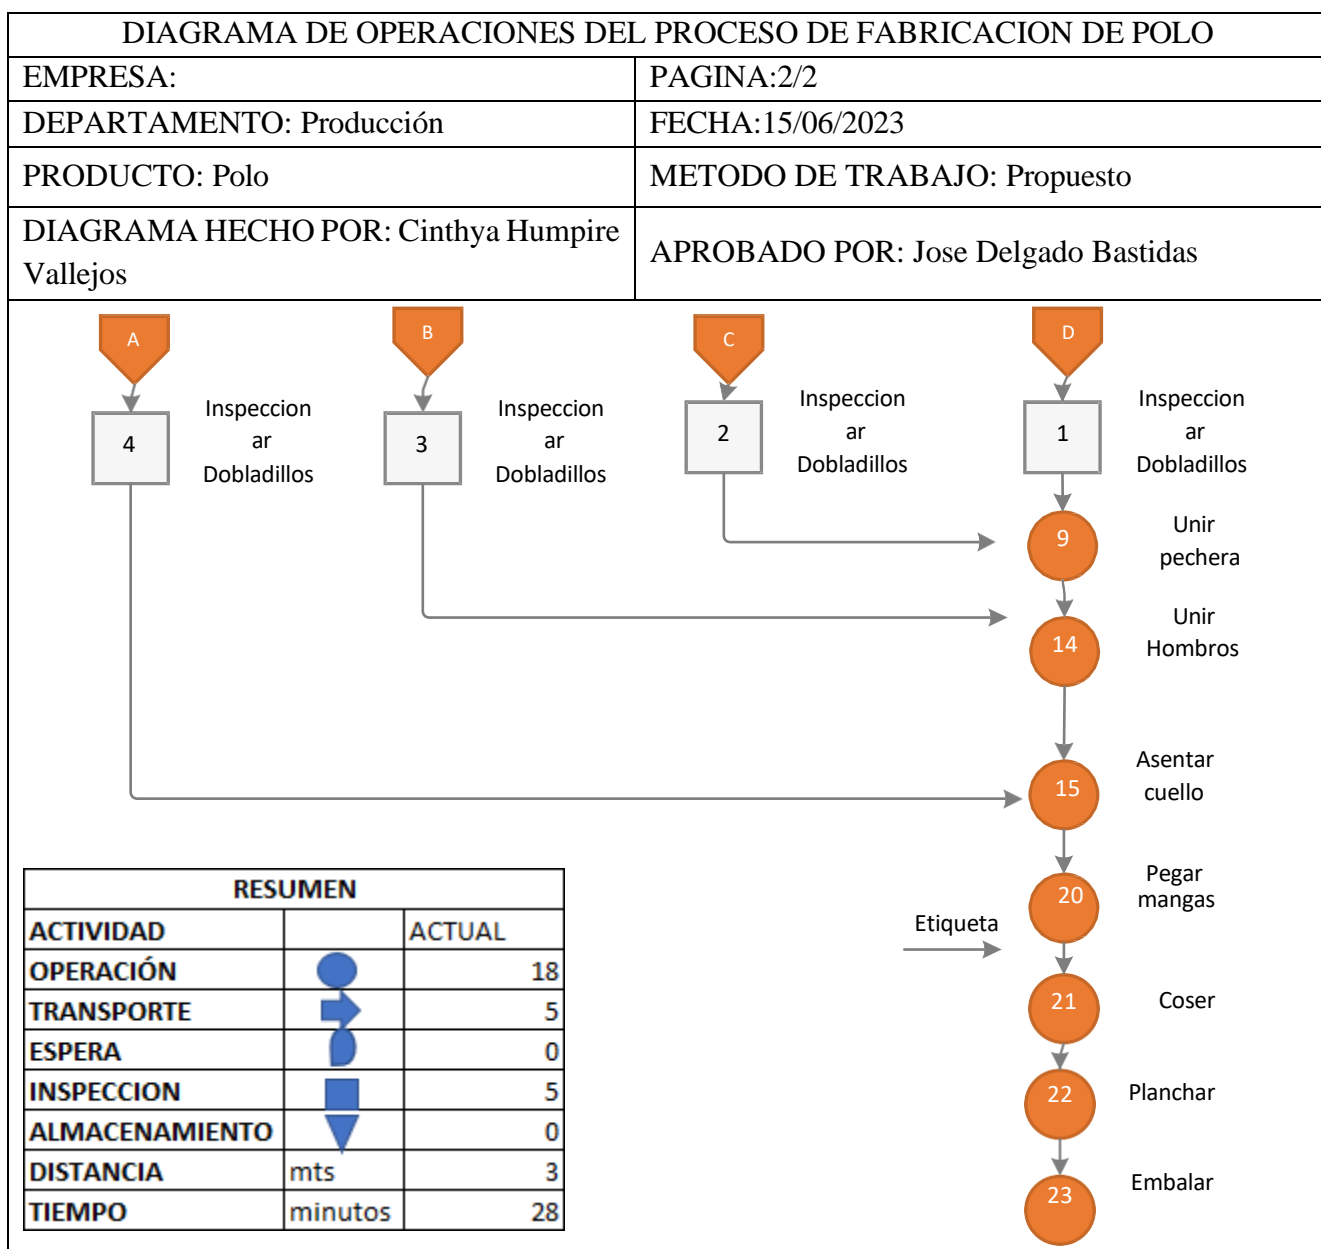 DIAGRAMA DE OPERACIONES DEL PROCESO DE FABRICACION DE POLO
EMPRESA:
PAGINA:2/2
DEPARTAMENTO: Producción
FECHA:15/06/2023
PRODUCTO: Polo
METODO DE TRABAJO: Propuesto
DIAGRAMA HECHO POR: Cinthya Humpire
Vallejos
APROBADO POR: Jose Delgado Bastidas
A
B
C
D
4
Inspeccion
ar
Dobladillos
3
Inspeccion
ar
Dobladillos
2
Inspeccion
ar
Dobladillos
1
Inspeccion
ar
Dobladillos
9
Unir
pechera
14
Unir
Hombros
15
Asentar
cuello
20
Pegar
mangas
Etiqueta
21
Coser
22
Planchar
23
Embalar
RESUMEN
ACTIVIDAD ACTUAL
OPERACIÓN 18
TRANSPORTE 5
ESPERA 0
INSPECCION 5
ALMACENAMIENTO 0
DISTANCIA mts 3
TIEMPO minutos 28